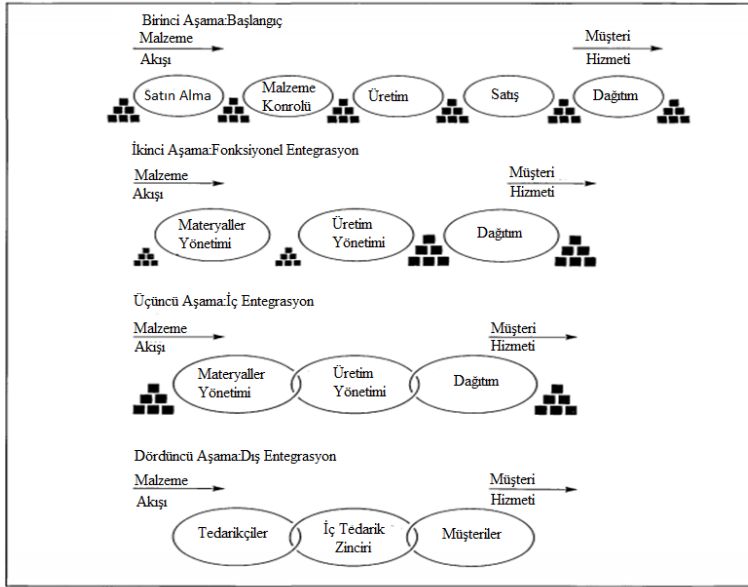 Birinci Aşama:Başlangıç
Malzeme
Akışı
Müşteri
Hizmeti
Satın Alma
Malzeme
Konrolü
Üretim
Satış
Dağıtım
İkinci Aşama:Fonksiyonel Entegrasyon
Malzeme
Akışı
Müşteri
Hizmeti
Materyaller
Yönetimi
Üretim
Yönetimi
Dağıtım
Üçüncü Aşama:İç Entegrasyon
Malzeme
Akışı
Müşteri
Hizmeti
Materyaller
Yönetimi
Üretim
Yönetimi
Dağıtım
Dördüncü Aşama:Dış Entegrasyon
Malzeme
Akışı
Müşteri
Hizmeti
Tedarikçiler
İç Tedarik
Zinciri
Müşteriler